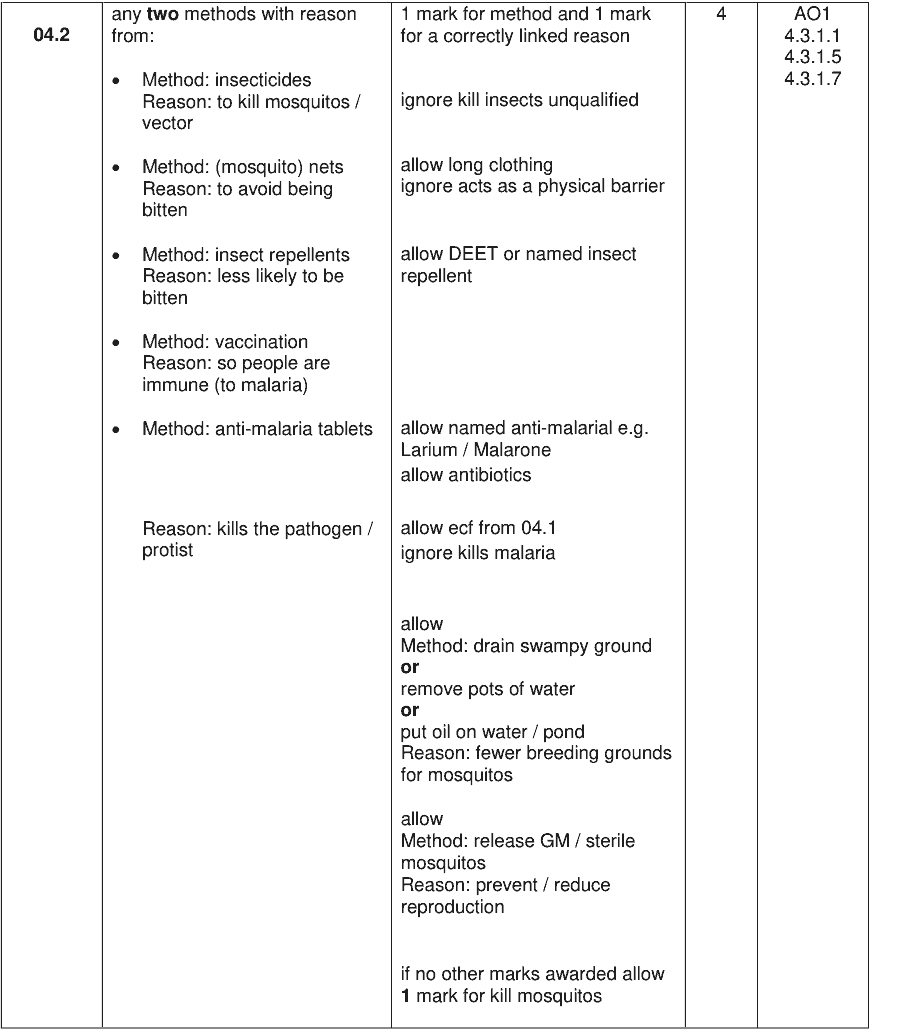 04.2
any two methods with reason
from:
• Method: insecticides
Reason: to kill mosquitos /
vector
• Method: (mosquito) nets
Reason: to avoid being
bitten
• Method: insect repellents
Reason: less likely to be
bitten
• Method: vaccination
Reason: so people are
immune (to malaria)
• Method: anti-malaria tablets
Reason: kills the pathogen /
protist
1 mark for method and 1 mark
for a correctly linked reason
ignore kill insects unqualified
allow long clothing
ignore acts as a physical barrier
allow DEET or named insect
repellent
allow named anti-malarial e.g.
Larium / Malarone
allow antibiotics
allow ecf from 04.1
ignore kills malaria
allow
Method: drain swampy ground
or
remove pots of water
or
put oil on water / pond
Reason: fewer breeding grounds
for mosquitos
allow
Method: release GM / sterile
mosquitos
Reason: prevent / reduce
reproduction
if no other marks awarded allow
1 mark for kill mosquitos
4
AO1
4.3.1.1
4.3.1.5
4.3.1.7